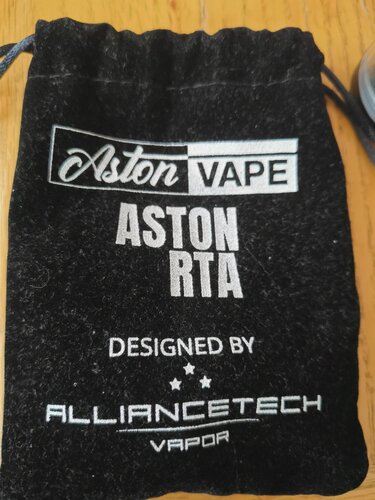 Aston VAPE
ASTON
RTA
DESIGNED BY
ALLIANCETECH
VAPOR